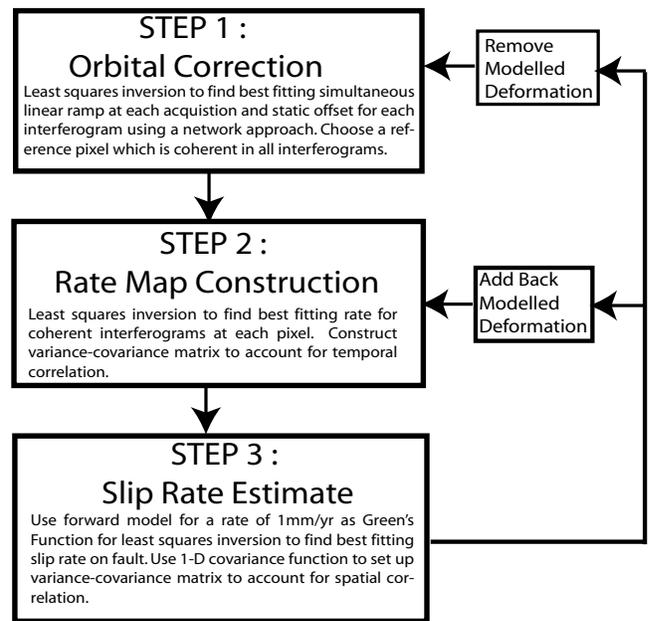 STEP 1 :
Orbital Correction
Least squares inversion to find best fitting simultaneous
linear ramp at each acquistion and static offset for each
interferogram using a network approach. Choose a ref-
erence pixel which is coherent in all interferograms.
Remove
Modelled
Deformation
STEP 2 :
Rate Map Construction
Least squares inversion to find best fitting rate for
coherent interferograms at each pixel. Construct
variance-covariance matrix to account for temporal
correlation.
Add Back
Modelled
Deformation
STEP 3 :
Slip Rate Estimate
Use forward model for a rate of 1mm/yr as Green's
Function for least squares inversion to find best fitting
slip rate on fault. Use 1-D covariance function to set up
variance-covariance matrix to account for spatial cor-
relation.